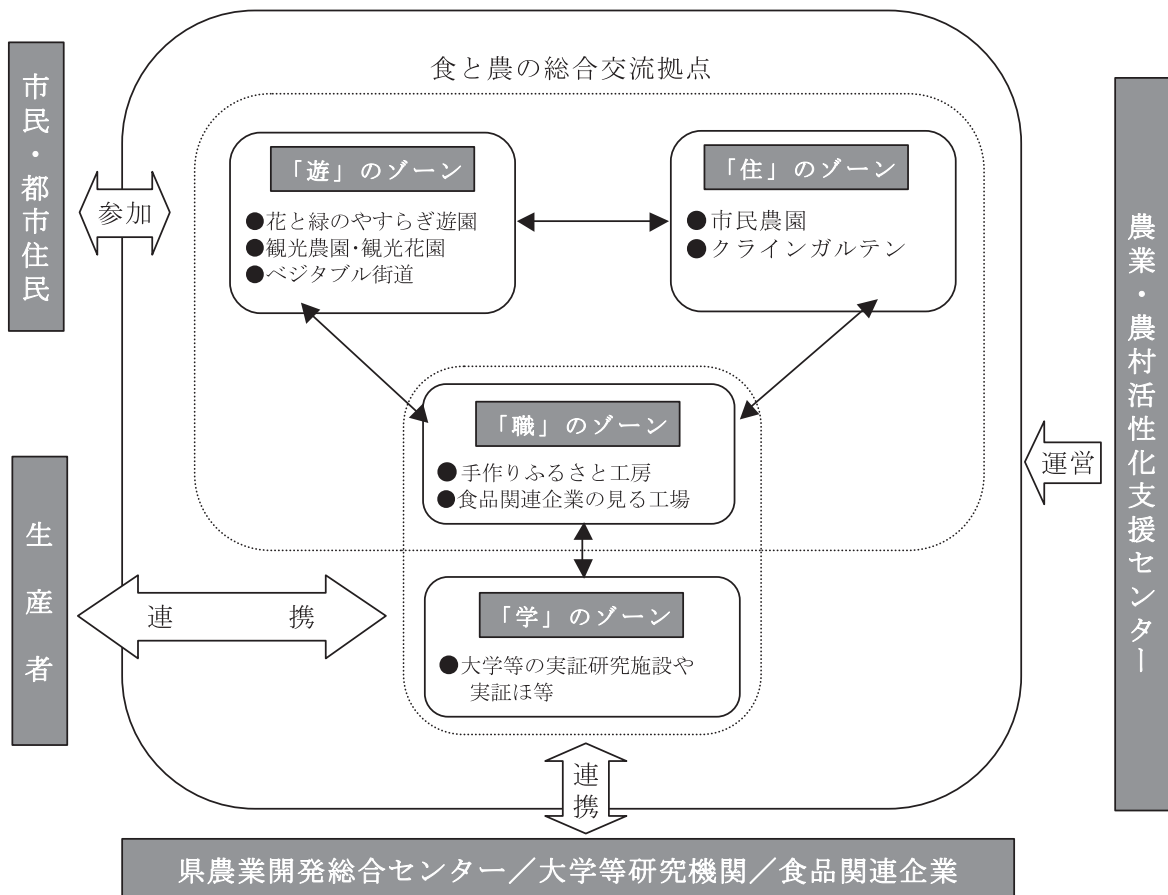 食と農の総合交流拠点
市民・都市住民
参加
「遊」のゾーン
●花と緑のやすらぎ遊園
●観光農園・観光花園
●ベジタブル街道
「住」のゾーン
●市民農園
●クラインガルテン
農業・農村活性化支援センター
運営
「職」のゾーン
●手作りふるさと工房
●食品関連企業の見る工場
生産者
連携
「学」のゾーン
●大学等の実証研究施設や
実証ほ等
連携
県農業開発総合センター／大学等研究機関／食品関連企業